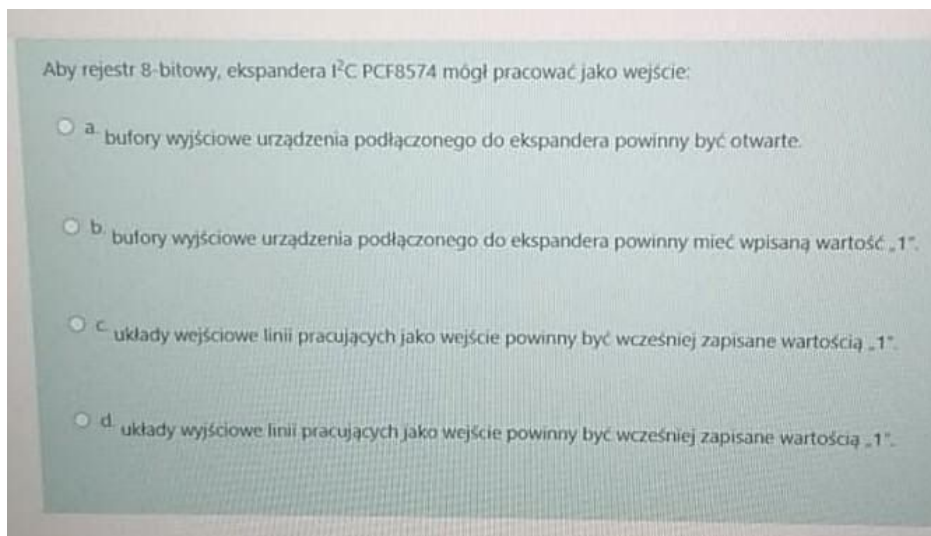 Aby rejestr 8-bitowy, ekspandera I²C PCF8574 mógł pracować jako wejście:
a. bufory wyjściowe urządzenia podłączonego do ekspandera powinny być otwarte.
b. bufory wyjściowe urządzenia podłączonego do ekspandera powinny mieć wpisaną wartość „1”.
c. układy wejściowe linii pracujących jako wejście powinny być wcześniej zapisane wartością „1”.
d. układy wyjściowe linii pracujących jako wejście powinny być wcześniej zapisane wartością „1”.